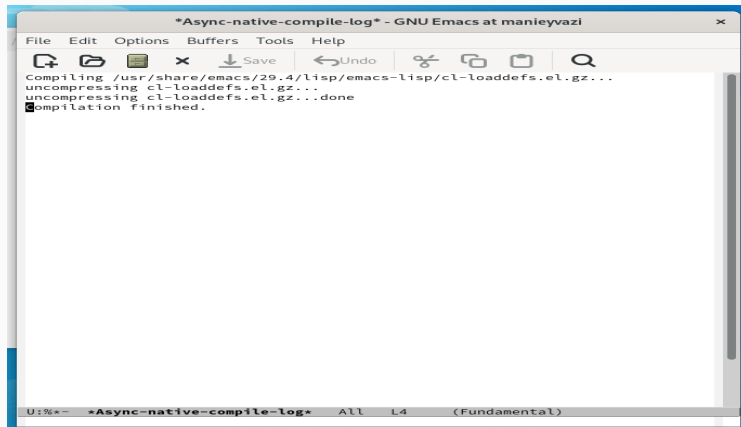 *Async-native-compile-log* - GNU Emacs at manieyvazi
File Edit Options Buffers Tools Help
Save Undo
Compiling /usr/share/emacs/29.4/lisp/emacs-lisp/cl-loaddefs.el.gz...
uncompressing cl-loaddefs.el.gz...
uncompressing cl-loaddefs.el.gz...done
Compilation finished.
U:%*- *Async-native-compile-log* All L4 (Fundamental)